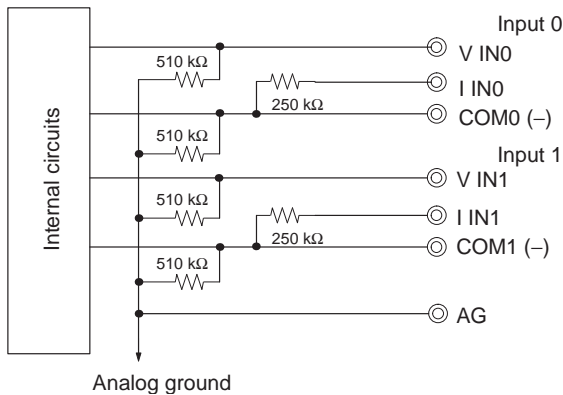 Input 0
V IN0
510 kΩ
I IN0
250 kΩ
510 kΩ
COM0 (–)
Input 1
510 kΩ
V IN1
I IN1
250 kΩ
510 kΩ
COM1 (–)
AG
Internal circuits
Analog ground